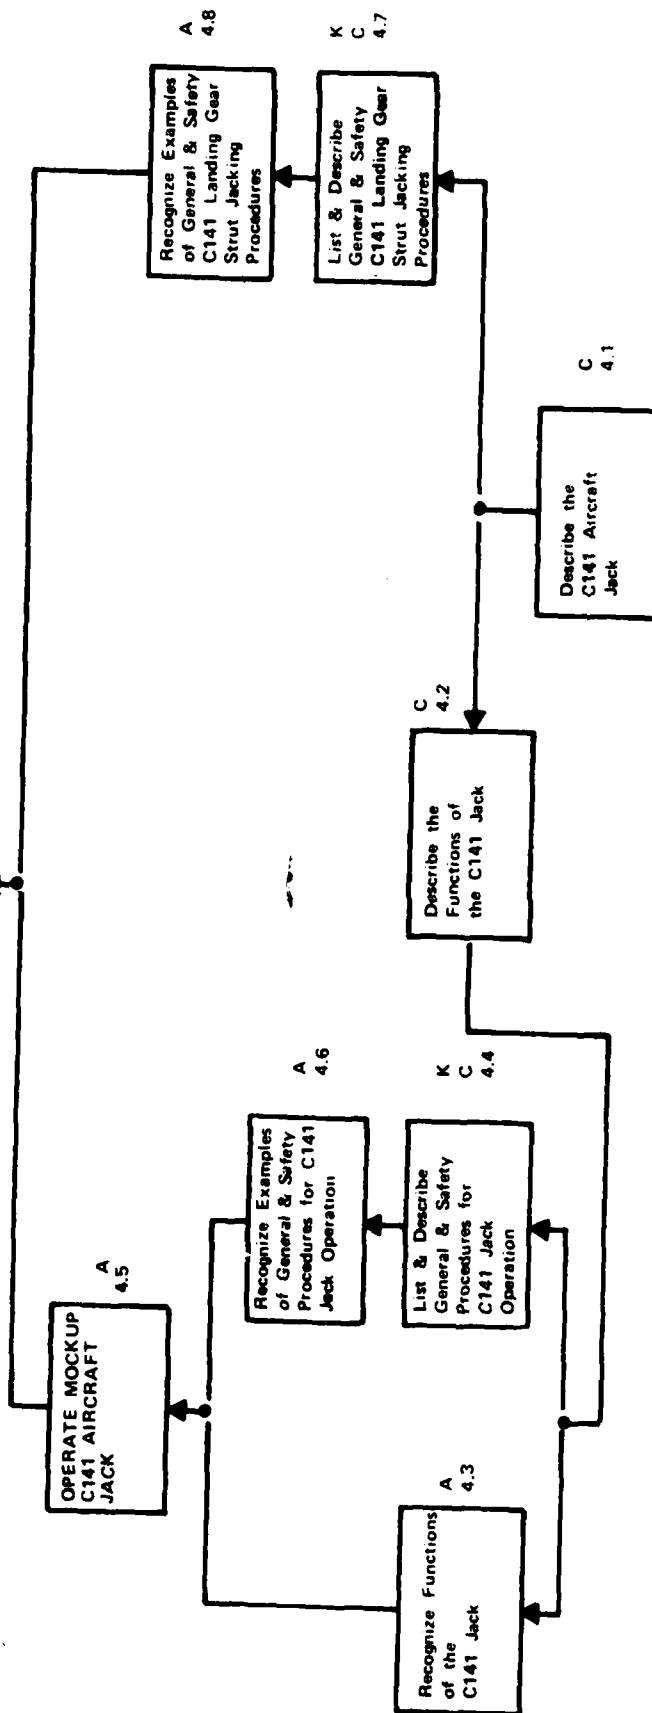 OPERATE MOCKUP
C141 AIRCRAFT
JACK
A
4.5
Recognize Functions
of the
C141 Jack
A
4.3
Recognize Examples
of General & Safety
Procedures for C141
Jack Operation
A
4.6
List & Describe
General & Safety
Procedures for
C141 Jack
Operation
K
C
4.4
Describe the
Functions of
the C141 Jack
C
4.2
Describe the
C141 Aircraft
Jack
C
4.1
Recognize Examples
of General & Safety
C141 Landing Gear
Strut Jacking
Procedures
A
4.8
List & Describe
General & Safety
C141 Landing Gear
Strut Jacking
Procedures
K
C
4.7